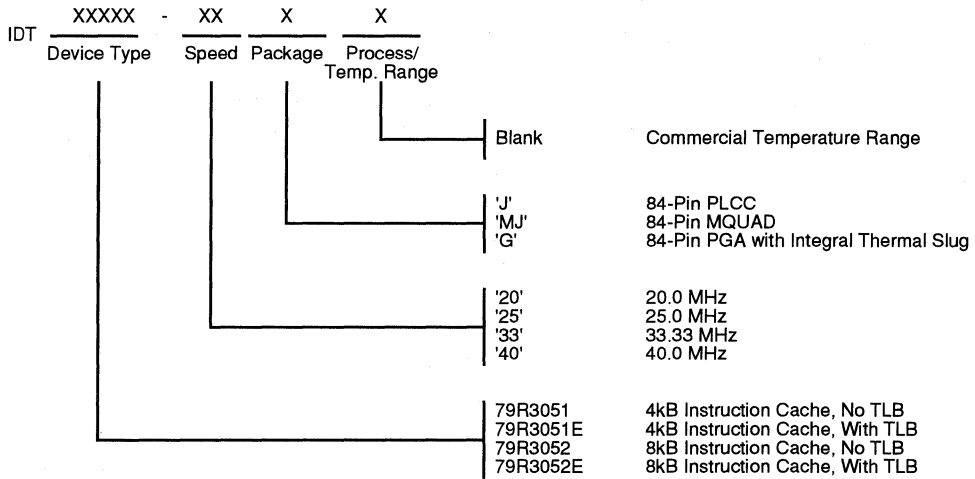 IDT XXXXX - XX X X
Device Type Speed Package Process/
Temp. Range
Blank Commercial Temperature Range
'J' 84-Pin PLCC
'MJ' 84-Pin MQUAD
'G' 84-Pin PGA with Integral Thermal Slug
'20' 20.0 MHz
'25' 25.0 MHz
'33' 33.33 MHz
'40' 40.0 MHz
79R3051 4kB Instruction Cache, No TLB
79R3051E 4kB Instruction Cache, With TLB
79R3052 8kB Instruction Cache, No TLB
79R3052E 8kB Instruction Cache, With TLB